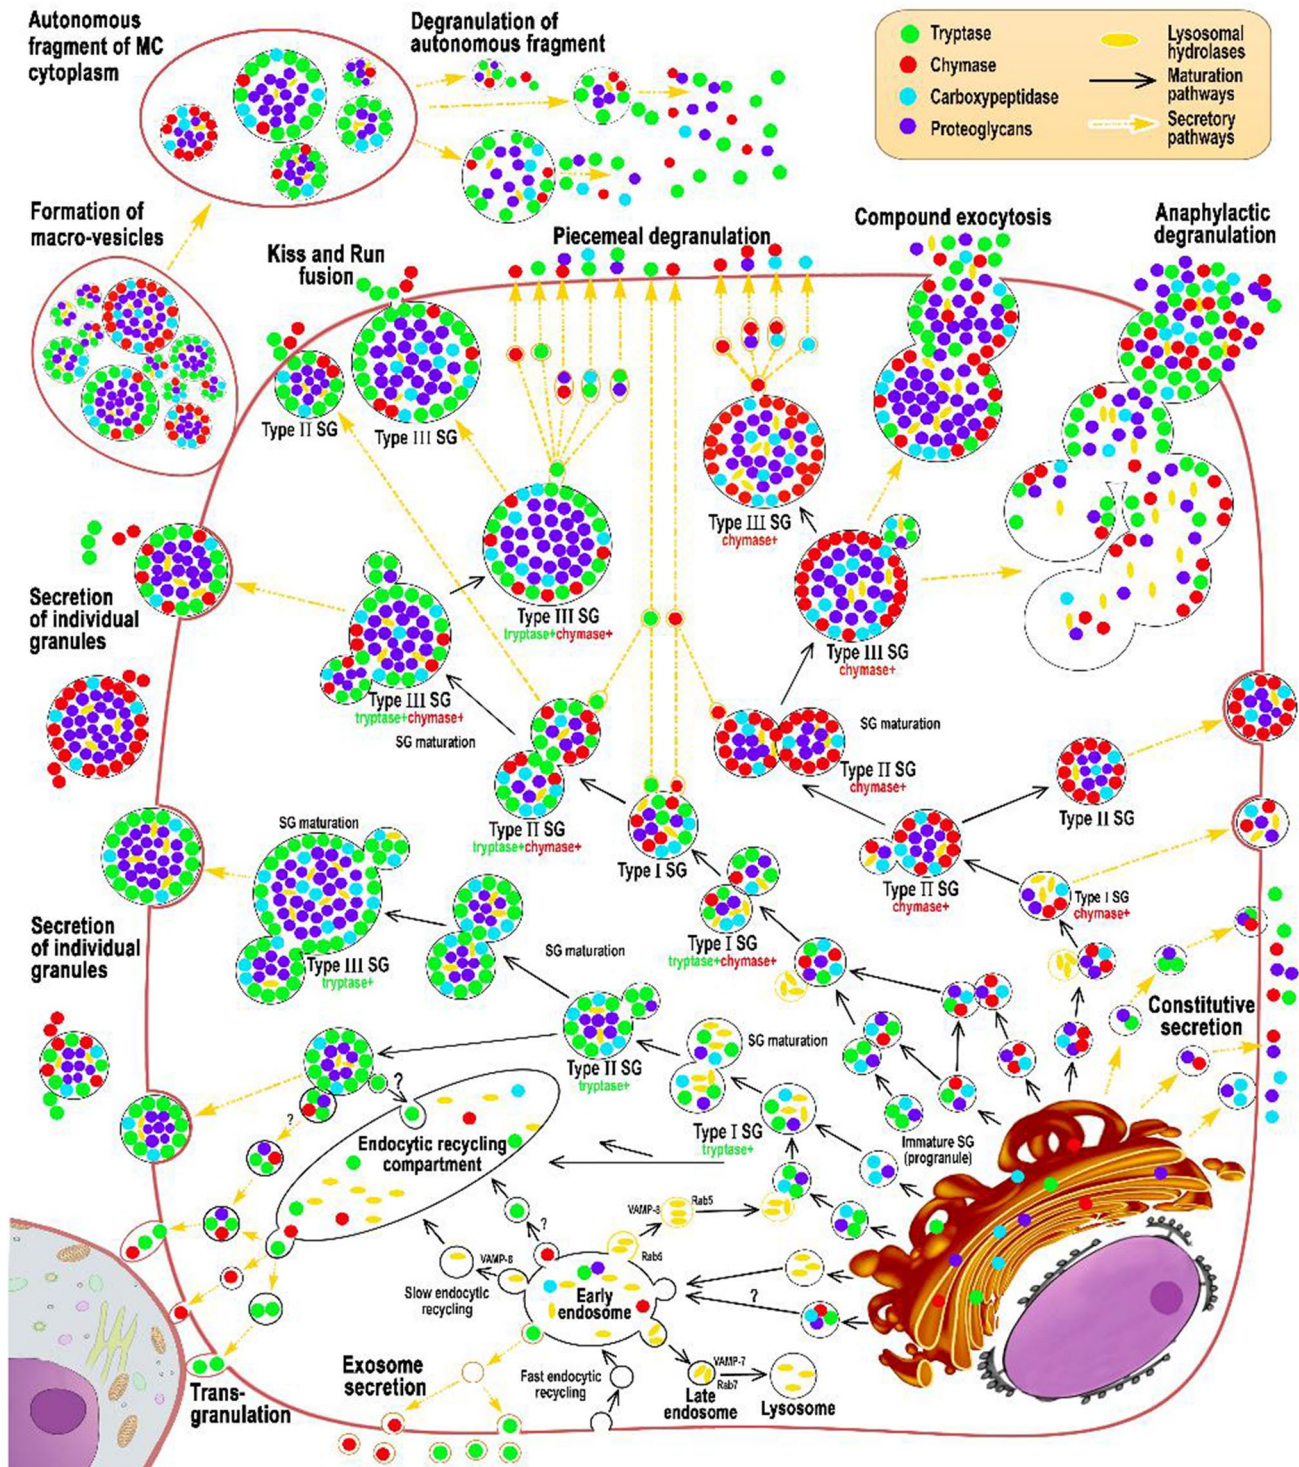 Autonomous
fragment of MC
cytoplasm
Degranulation of
autonomous fragment
Tryptase
Chymase
Carboxypeptidase
Proteoglycans
Lysosomal
hydrolases
Maturation
pathways
Secretory
pathways
Formation of
macro-vesicles
Kiss and Run
fusion
Piecemeal degranulation
Compound exocytosis
Anaphylactic
degranulation
Type II SG
Type III SG
Type III SG
chymase+
Secretion
of individual
granules
Type III SG
tryptase+chymase+
Type III SG
chymase+
Type III SG
tryptase+chymase+
SG maturation
SG maturation
Type II SG
chymase+
Type II SG
tryptase+chymase+
Type II SG
SG maturation
Type I SG
Type II SG
chymase+
Type I SG
chymase+
Secretion
of individual
granules
Type III SG
tryptase+
SG maturation
Type I SG
tryptase+chymase+
Constitutive
secretion
SG maturation
Type II SG
tryptase+
?
?
Type I SG
tryptase+
Immature SG
(progranule)
Endocytic recycling
compartment
VAMP-8
Rab5
?
VAMP-8
Rab5
Slow endocytic
recycling
Early
endosome
?
Exosome
secretion
Fast endocytic
recycling
VAMP-7
Rab7
Late
endosome
Lysosome
Trans-
granulation